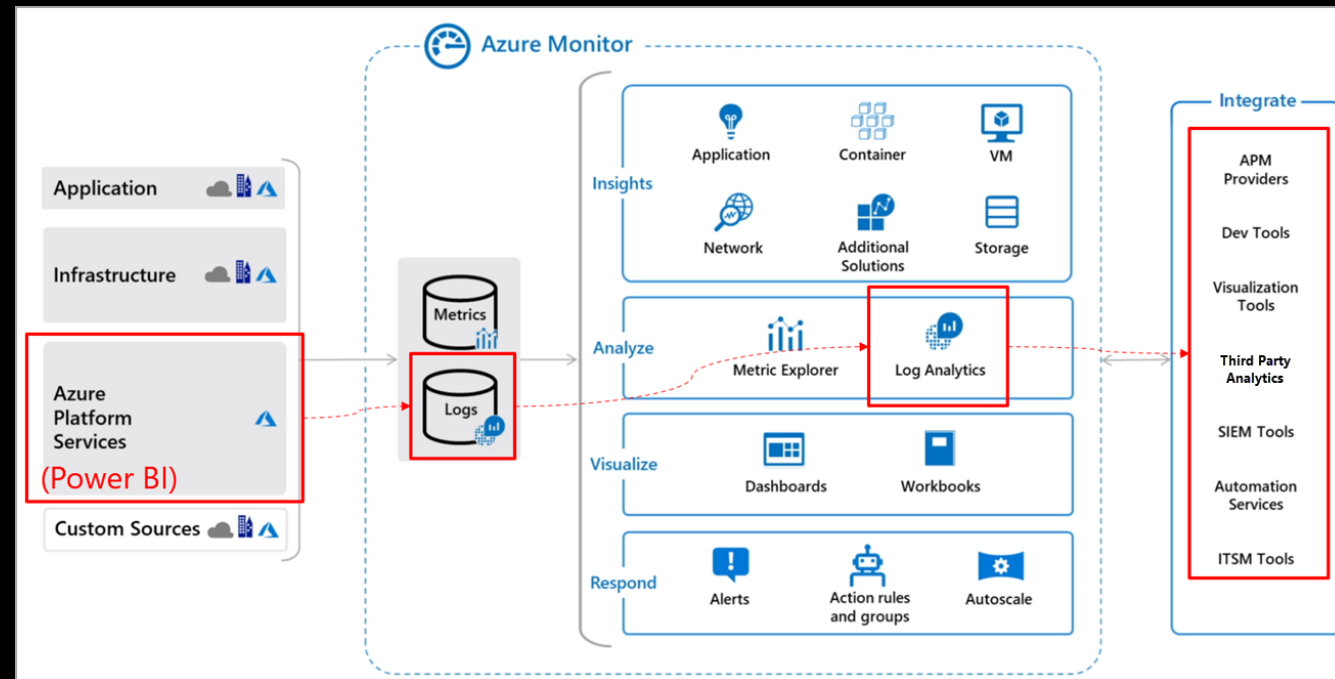 Azure Monitor
Application
Infrastructure
Azure
Platform
Services
(Power BI)
Custom Sources
Metrics
Logs
Insights
Application
Container
VM
Network
Additional
Solutions
Storage
Analyze
Metric Explorer
Log Analytics
Visualize
Dashboards
Workbooks
Respond
Alerts
Action rules
and groups
Autoscale
Integrate
APM
Providers
Dev Tools
Visualization
Tools
Third Party
Analytics
SIEM Tools
Automation
Services
ITSM Tools